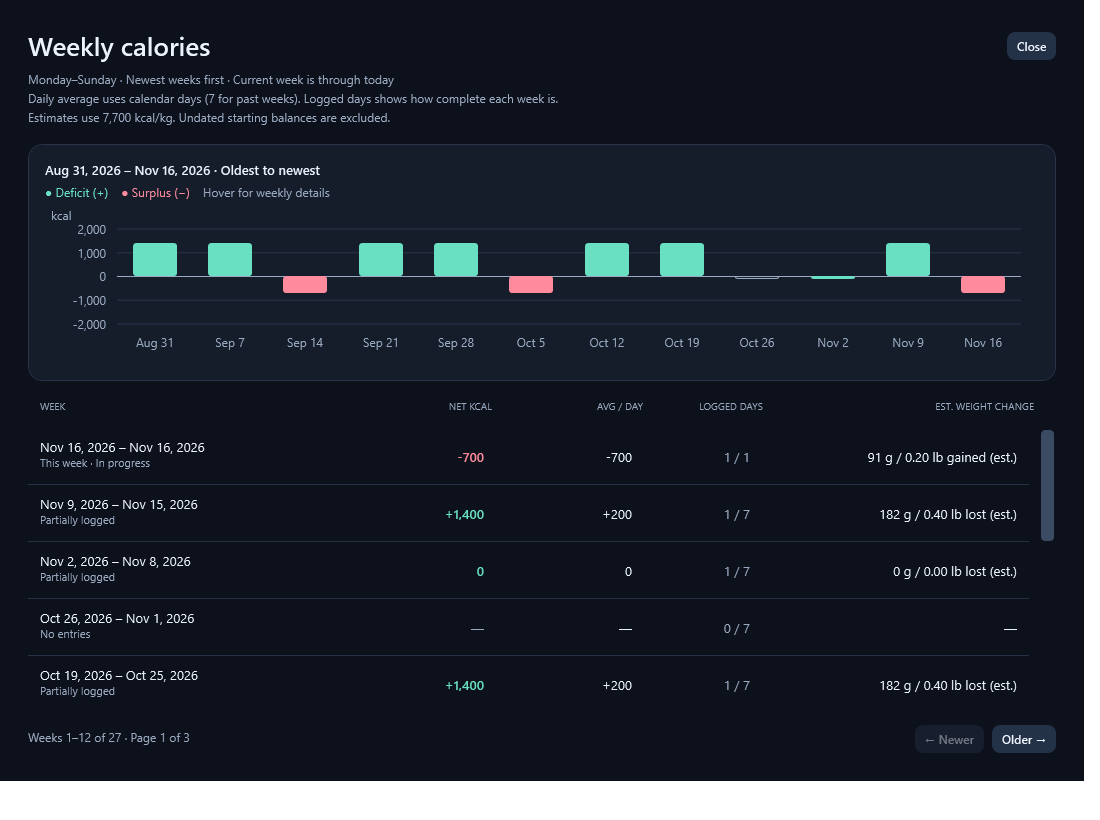 Weekly calories
Close
Monday–Sunday · Newest weeks first · Current week is through today
Daily average uses calendar days (7 for past weeks). Logged days shows how complete each week is.
Estimates use 7,700 kcal/kg. Undated starting balances are excluded.
Aug 31, 2026 – Nov 16, 2026 · Oldest to newest
● Deficit (+) ● Surplus (−) Hover for weekly details
kcal
2,000
1,000
0
-1,000
-2,000
Aug 31 Sep 7 Sep 14 Sep 21 Sep 28 Oct 5 Oct 12 Oct 19 Oct 26 Nov 2 Nov 9 Nov 16
WEEK NET KCAL AVG / DAY LOGGED DAYS EST. WEIGHT CHANGE
Nov 16, 2026 – Nov 16, 2026 -700 -700 1 / 1 91 g / 0.20 lb gained (est.)
This week · In progress
Nov 9, 2026 – Nov 15, 2026 +1,400 +200 1 / 7 182 g / 0.40 lb lost (est.)
Partially logged
Nov 2, 2026 – Nov 8, 2026 0 0 1 / 7 0 g / 0.00 lb lost (est.)
Partially logged
Oct 26, 2026 – Nov 1, 2026 — — 0 / 7 —
No entries
Oct 19, 2026 – Oct 25, 2026 +1,400 +200 1 / 7 182 g / 0.40 lb lost (est.)
Partially logged
Weeks 1–12 of 27 · Page 1 of 3
← Newer
Older →